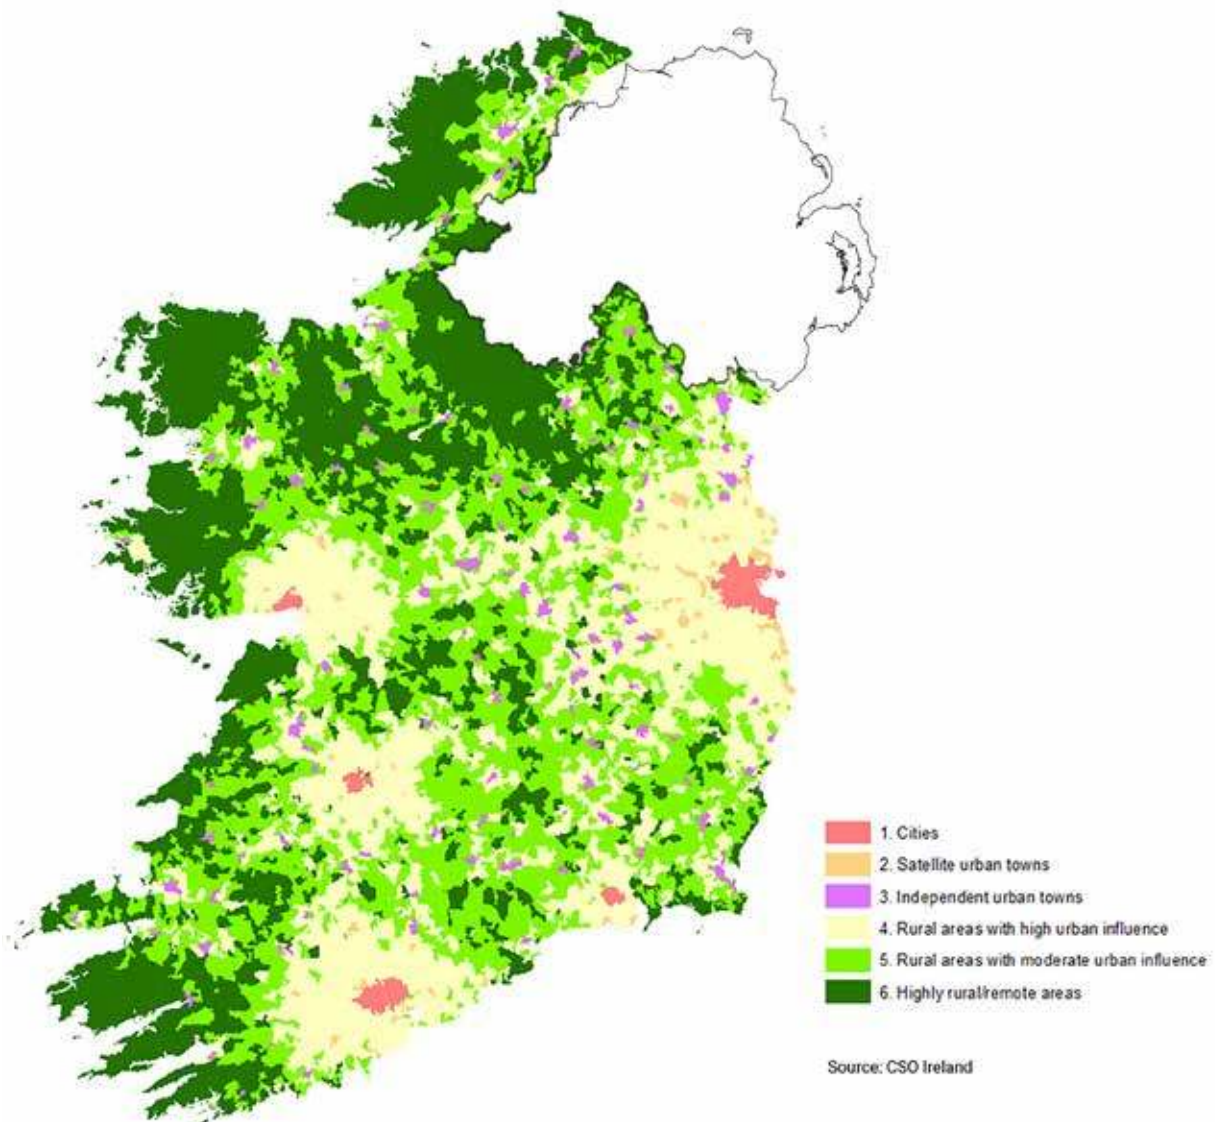 1. Cities
2. Satellite urban towns
3. Independent urban towns
4. Rural areas with high urban influence
5. Rural areas with moderate urban influence
6. Highly rural/remote areas
Source: CSO Ireland